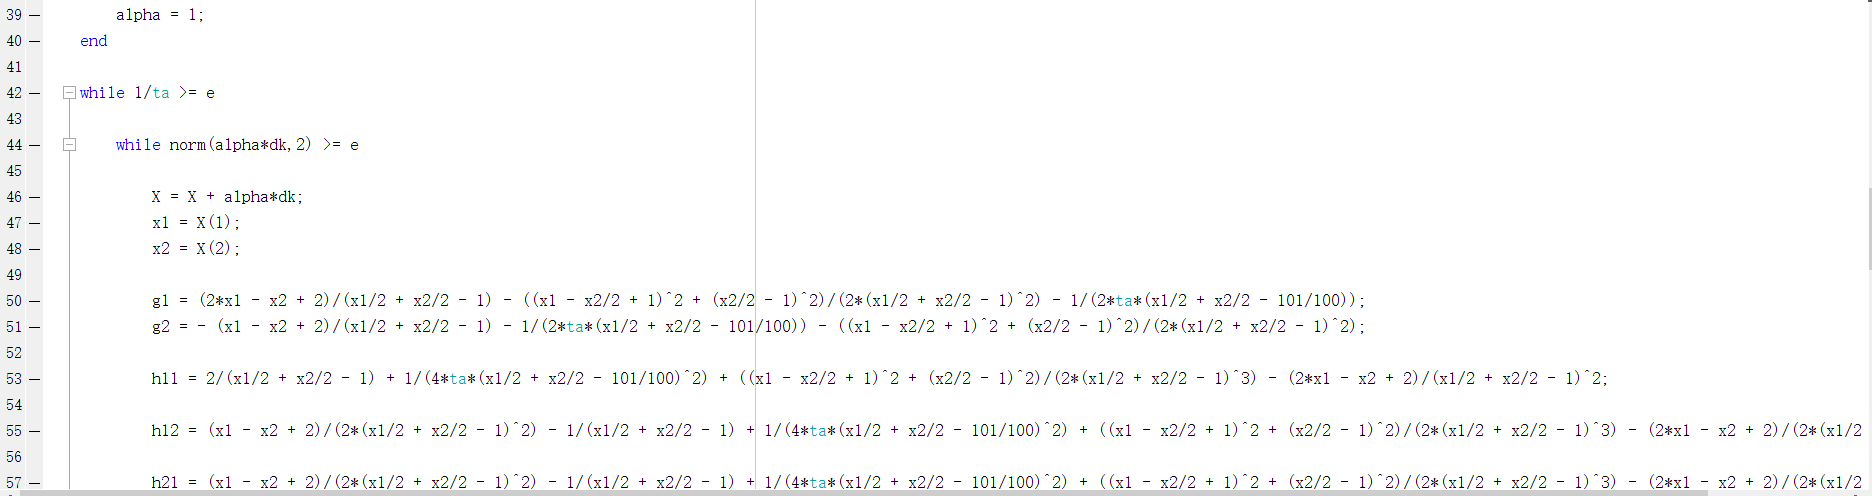 39 — alpha = 1;
40 — end
41
42 — while 1/ta >= e
43
44 — while norm(alpha*dk,2) >= e
45
46 — X = X + alpha*dk;
47 — x1 = X(1);
48 — x2 = X(2);
49
50 — g1 = (2*x1 - x2 + 2)/(x1/2 + x2/2 - 1) - ((x1 - x2/2 + 1)^2 + (x2/2 - 1)^2)/(2*(x1/2 + x2/2 - 1)^2) - 1/(2*ta*(x1/2 + x2/2 - 101/100));
51 — g2 = - (x1 - x2 + 2)/(x1/2 + x2/2 - 1) - 1/(2*ta*(x1/2 + x2/2 - 101/100)) - ((x1 - x2/2 + 1)^2 + (x2/2 - 1)^2)/(2*(x1/2 + x2/2 - 1)^2);
52
53 — h11 = 2/(x1/2 + x2/2 - 1) + 1/(4*ta*(x1/2 + x2/2 - 101/100)^2) + ((x1 - x2/2 + 1)^2 + (x2/2 - 1)^2)/(2*(x1/2 + x2/2 - 1)^3) - (2*x1 - x2 + 2)/(x1/2 + x2/2 - 1)^2;
54
55 — h12 = (x1 - x2 + 2)/(2*(x1/2 + x2/2 - 1)^2) - 1/(x1/2 + x2/2 - 1) + 1/(4*ta*(x1/2 + x2/2 - 101/100)^2) + ((x1 - x2/2 + 1)^2 + (x2/2 - 1)^2)/(2*(x1/2 + x2/2 - 1)^3) - (2*x1 - x2 + 2)/(2*(x1/2
56
57 — h21 = (x1 - x2 + 2)/(2*(x1/2 + x2/2 - 1)^2) - 1/(x1/2 + x2/2 - 1) + 1/(4*ta*(x1/2 + x2/2 - 101/100)^2) + ((x1 - x2/2 + 1)^2 + (x2/2 - 1)^2)/(2*(x1/2 + x2/2 - 1)^3) - (2*x1 - x2 + 2)/(2*(x1/2